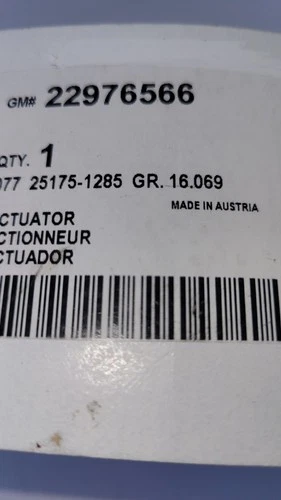 GM# 22976566
QTY. 1
077 25175-1285 GR. 16.069
MADE IN AUSTRIA
CTUATOR
CTIONNEUR
CTUADOR